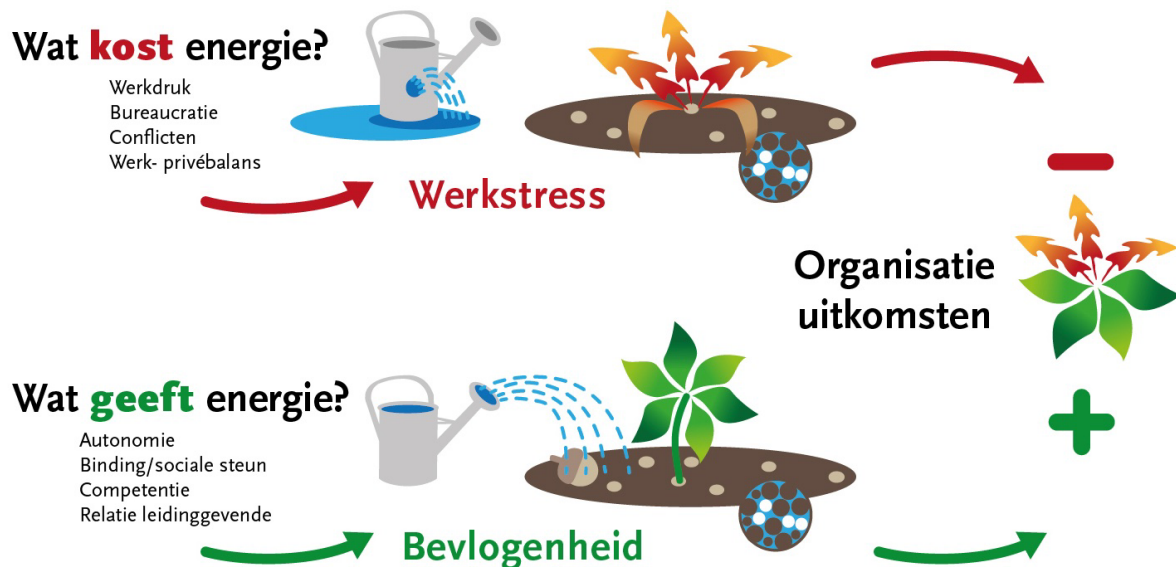 Wat kost energie?
Werkdruk
Bureaucratie
Conflicten
Werk- privébalans
Werkstress
Organisatie
uitkomsten
Wat geeft energie?
Autonomie
Binding/sociale steun
Competentie
Relatie leidinggevende
Bevlogenheid